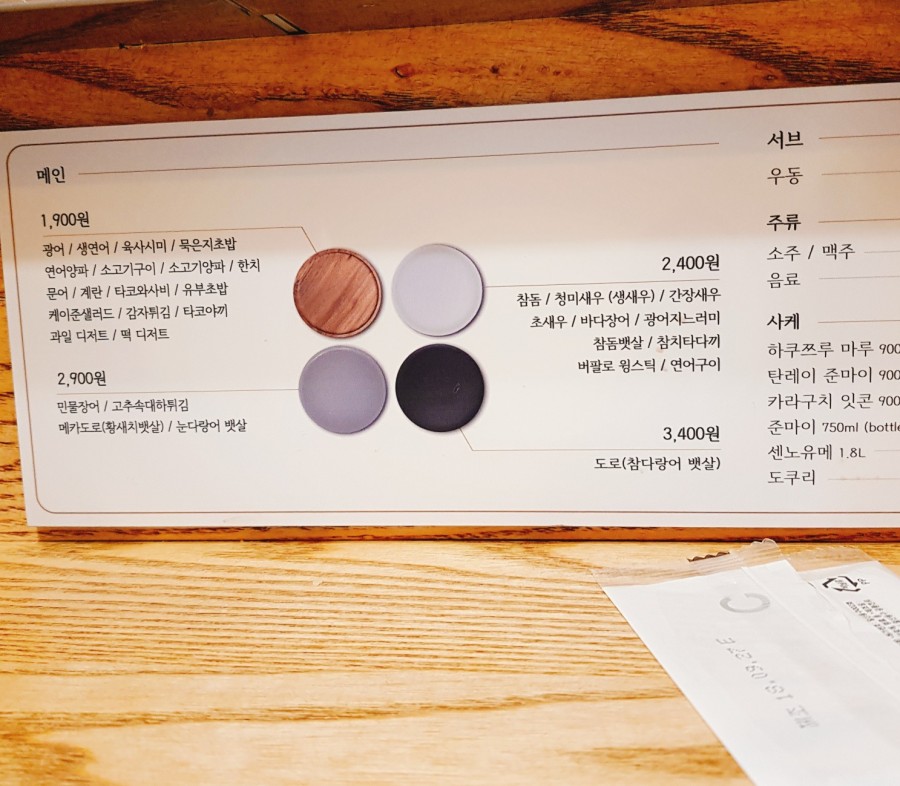 메인
1,900원
광어 / 생연어 / 육사시미 / 묵은지초밥
연어양파 / 소고기구이 / 소고기양파 / 한치
문어 / 계란 / 타코와사비 / 유부초밥
케이준샐러드 / 감자튀김 / 타코야끼
과일 디저트 / 떡 디저트
2,900원
민물장어 / 고추속대하튀김
메카도로(황새치뱃살) / 눈다랑어 뱃살
2,400원
참돔 / 청미새우 (생새우) / 간장새우
초새우 / 바다장어 / 광어지느러미
참돔뱃살 / 참치타다끼
버팔로 윙스틱 / 연어구이
3,400원
도로(참다랑어 뱃살)
서브
우동
주류
소주 / 맥주
음료
사케
하쿠쯔루 마루 900
탄레이 준마이 900
카라구치 잇콘 900
준마이 750ml (bottle
센노유메 1.8L
도쿠리